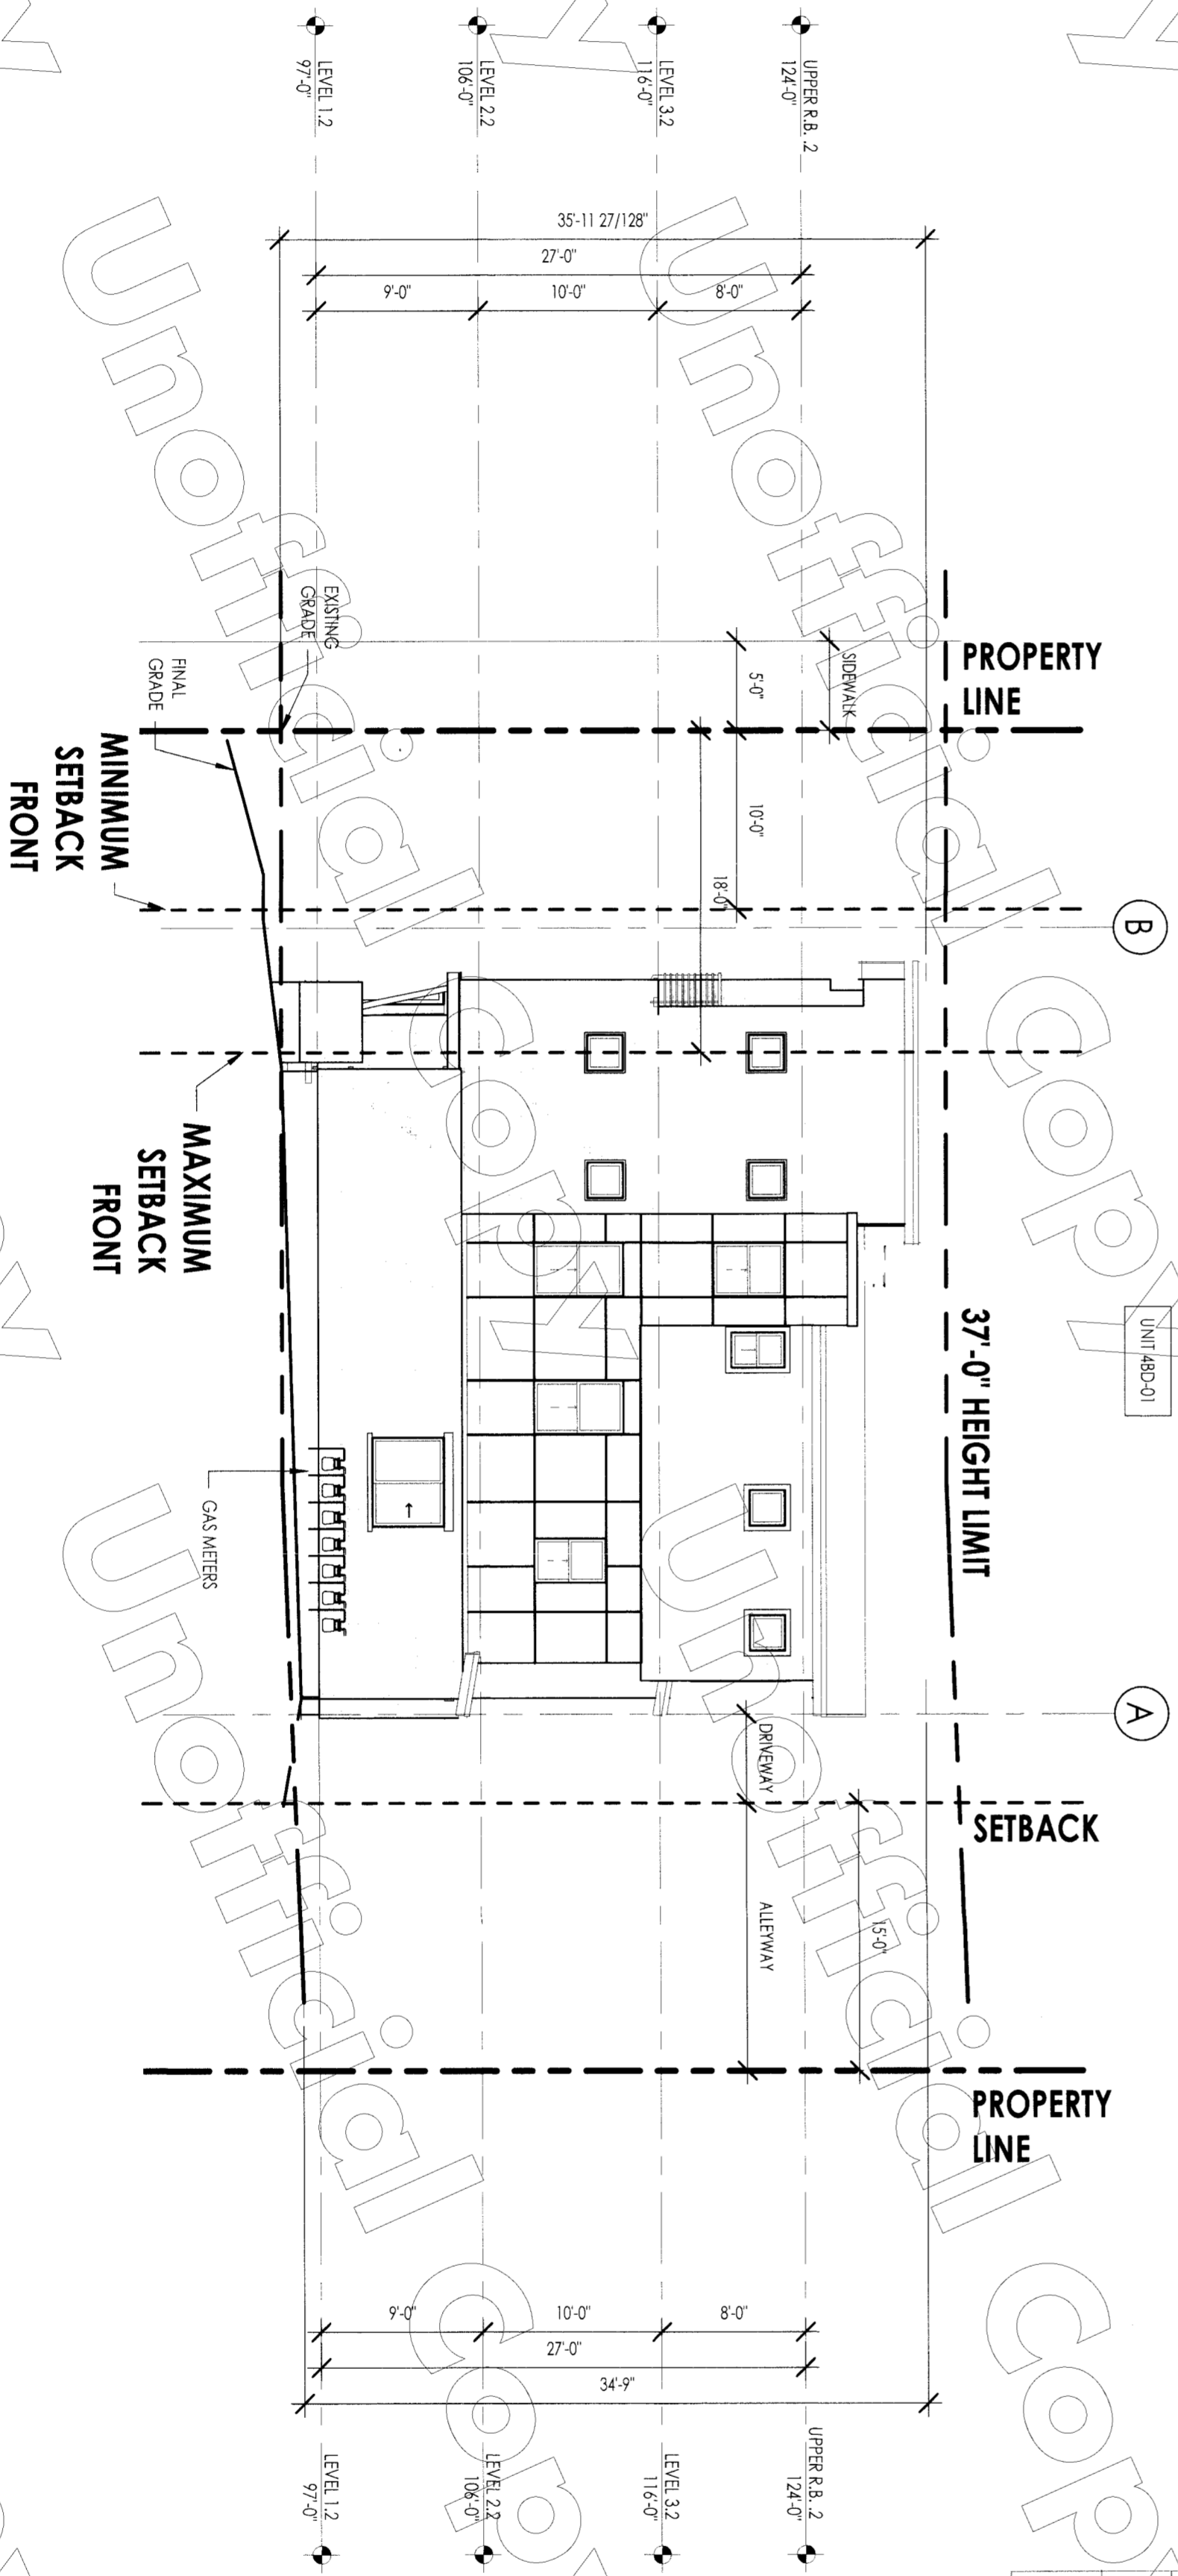 UNIT 4BD-01
B
A
PROPERTY
LINE
37'-0" HEIGHT LIMIT
SETBACK
PROPERTY
LINE
UPPER R.B. .2
124'-0"
LEVEL 3.2
116'-0"
LEVEL 2.2
106'-0"
LEVEL 1.2
97'-0"
35'-11 27/128"
27'-0"
8'-0"
10'-0"
9'-0"
SIDEWALK
5'-0"
10'-0"
18'-0"
DRIVEWAY
ALLEYWAY
15'-0"
EXISTING
GRADE
FINAL
GRADE
MINIMUM
SETBACK
FRONT
MAXIMUM
SETBACK
FRONT
GAS METERS
8'-0"
10'-0"
9'-0"
27'-0"
34'-9"
UPPER R.B. .2
124'-0"
LEVEL 3.2
116'-0"
LEVEL 2.2
106'-0"
LEVEL 1.2
97'-0"
Unofficial Copy
Unofficial Copy
Unofficial Copy
Unofficial Copy